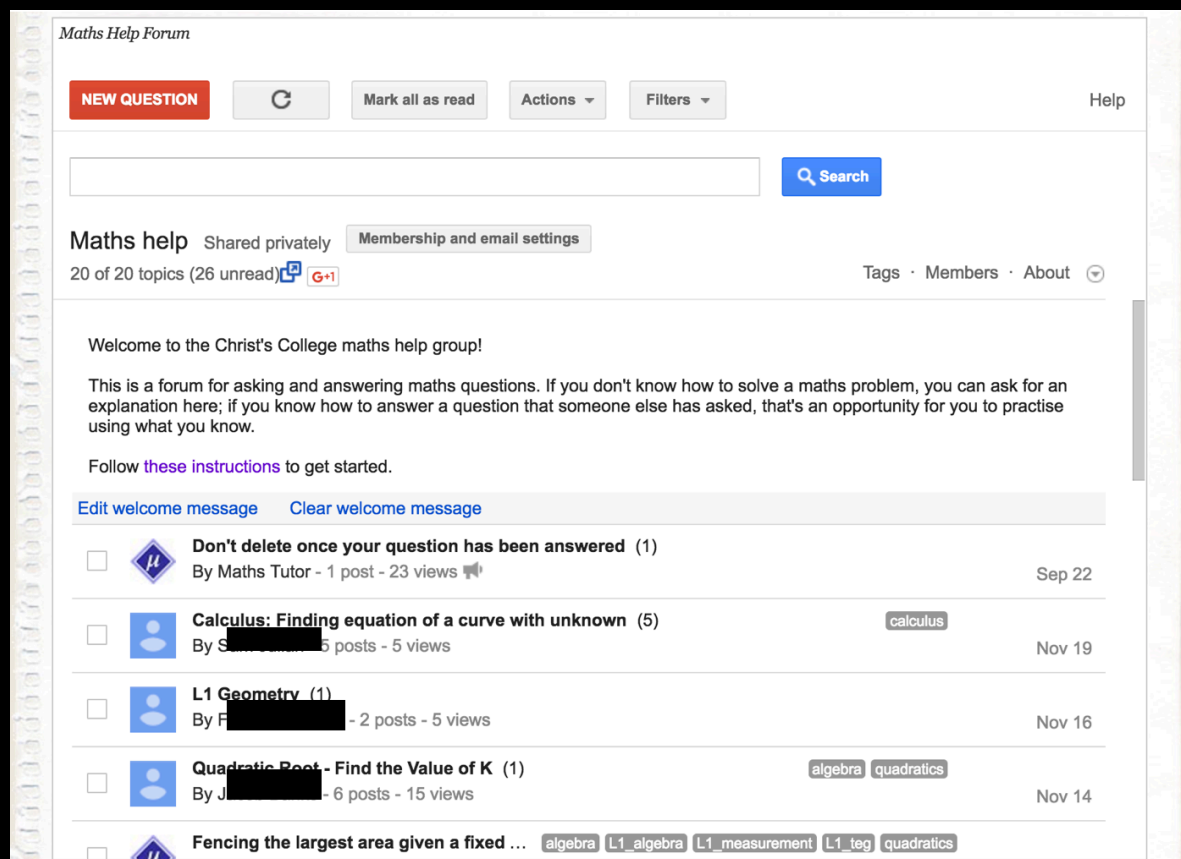 Maths Help Forum
NEW QUESTION Mark all as read Actions Filters Help
Search
Maths help Shared privately Membership and email settings
20 of 20 topics (26 unread) G+1 Tags · Members · About
Welcome to the Christ's College maths help group!
This is a forum for asking and answering maths questions. If you don't know how to solve a maths problem, you can ask for an
explanation here; if you know how to answer a question that someone else has asked, that's an opportunity for you to practise
using what you know.
Follow these instructions to get started.
Edit welcome message Clear welcome message
μ
Don't delete once your question has been answered (1)
By Maths Tutor - 1 post - 23 views Sep 22
Calculus: Finding equation of a curve with unknown (5) calculus
By S 5 posts - 5 views Nov 19
L1 Geometry (1)
By F - 2 posts - 5 views Nov 16
Quadratic Root - Find the Value of K (1) algebra quadratics
By J - 6 posts - 15 views Nov 14
Fencing the largest area given a fixed ... algebra L1_algebra L1_measurement L1_teg quadratics